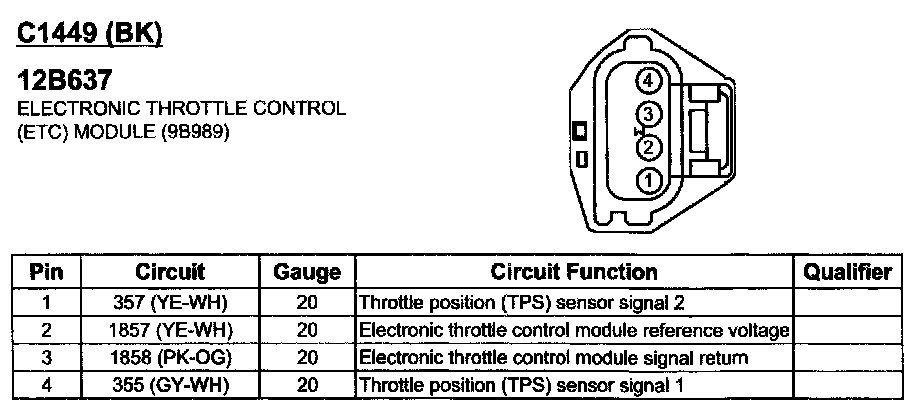 C1449 (BK)
12B637
ELECTRONIC THROTTLE CONTROL
(ETC) MODULE (9B989)
4
3
2
1
Pin Circuit Gauge Circuit Function Qualifier
1 357 (YE-WH) 20 Throttle position (TPS) sensor signal 2
2 1857 (YE-WH) 20 Electronic throttle control module reference voltage
3 1858 (PK-OG) 20 Electronic throttle control module signal return
4 355 (GY-WH) 20 Throttle position (TPS) sensor signal 1